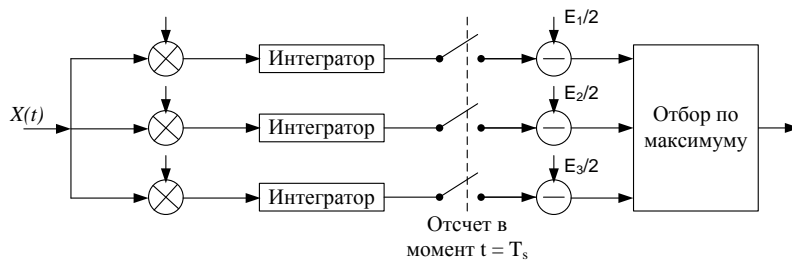 E₁/2
Интегратор
X(t)
E₂/2
Интегратор
Отбор по
максимуму
E₃/2
Интегратор
Отсчет в
момент t = Tₛ